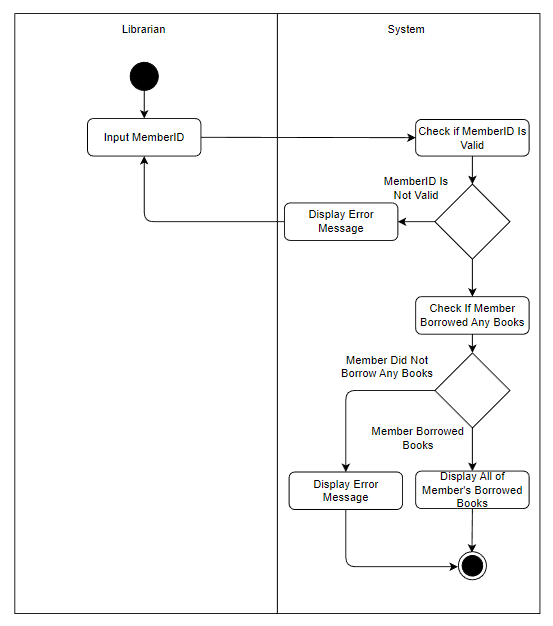 Librarian
System
Input MemberID
Check if MemberID Is
Valid
MemberID Is
Not Valid
Display Error
Message
Check If Member
Borrowed Any Books
Member Did Not
Borrow Any Books
Member Borrowed
Books
Display Error
Message
Display All of
Member's Borrowed
Books